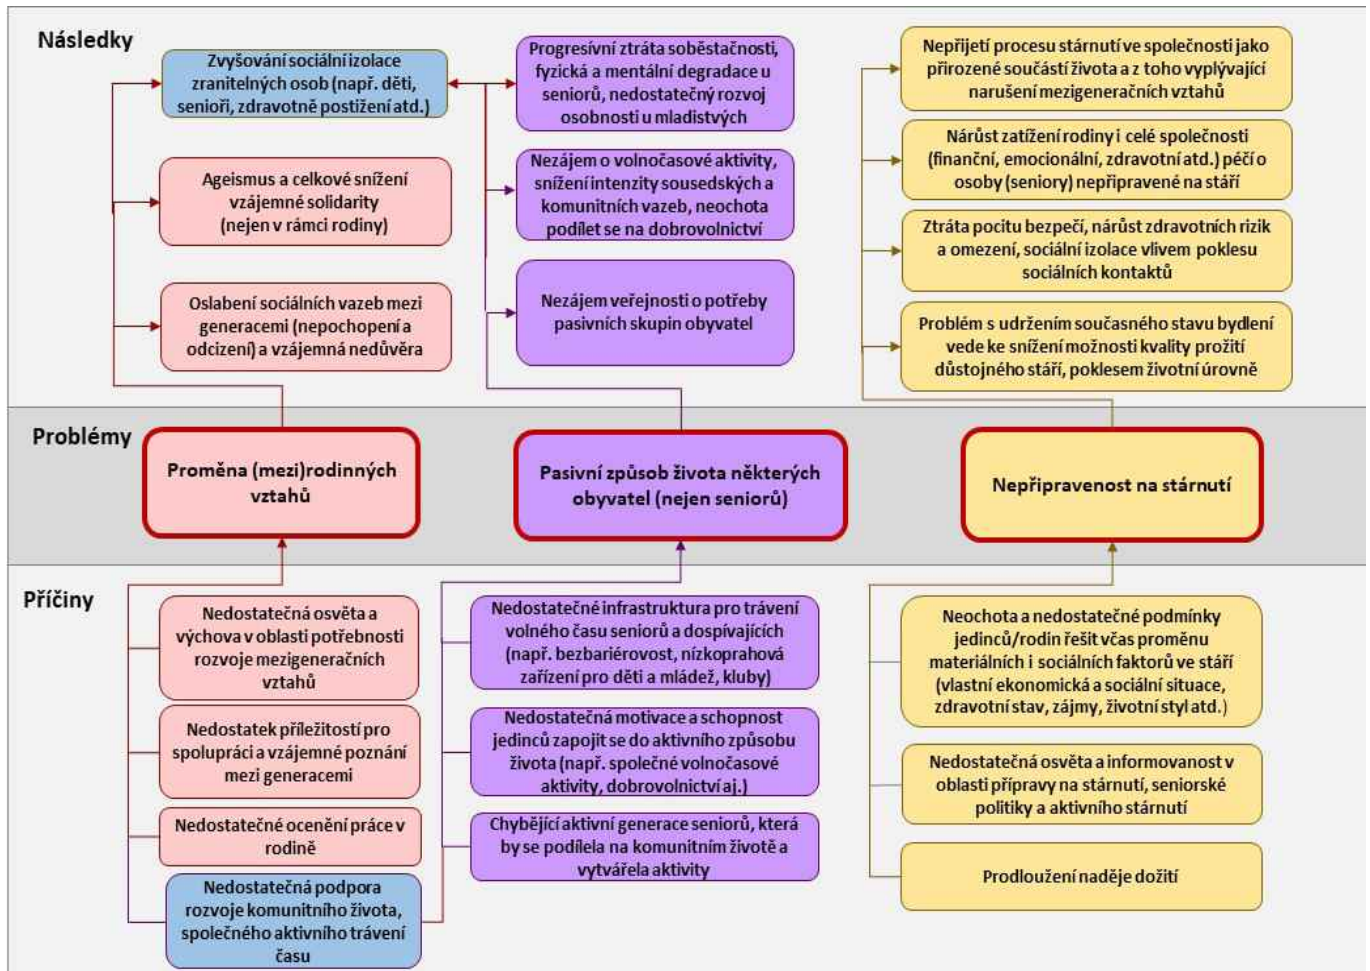 Následky
Zvyšování sociální izolace
zranitelných osob (např. děti,
senioři, zdravotně postižení atd.)
Ageismus a celkové snížení
vzájemné solidarity
(nejen v rámci rodiny)
Oslabení sociálních vazeb mezi
generacemi (nepochopení a
odcizení) a vzájemná nedůvěra
Progresívní ztráta soběstačnosti,
fyzická a mentální degradace u
seniorů, nedostatečný rozvoj
osobnosti u mladistvých
Nezájem o volnočasové aktivity,
snížení intenzity sousedských a
komunitních vazeb, neochota
podílet se na dobrovolnictví
Nezájem veřejnosti o potřeby
pasivních skupin obyvatel
Nepřijetí procesu stárnutí ve společnosti jako
přirozené součástí života a z toho vyplývající
narušení mezigeneračních vztahů
Nárůst zatížení rodiny i celé společnosti
(finanční, emocionální, zdravotní atd.) péčí o
osoby (seniory) nepřipravené na stáří
Ztráta pocitu bezpečí, nárůst zdravotních rizik
a omezení, sociální izolace vlivem poklesu
sociálních kontaktů
Problém s udržením současného stavu bydlení
vede ke snížení možnosti kvality prožití
důstojného stáří, poklesem životní úrovně
Problémy
Proměna (mezi)rodinných
vztahů
Pasivní způsob života některých
obyvatel (nejen seniorů)
Nepřipravenost na stárnutí
Příčiny
Nedostatečná osvěta a
výchova v oblasti potřebnosti
rozvoje mezigeneračních
vztahů
Nedostatek příležitostí pro
spolupráci a vzájemné poznání
mezi generacemi
Nedostatečné ocenění práce v
rodině
Nedostatečná podpora
rozvoje komunitního života,
společného aktivního trávení
času
Nedostatečné infrastruktura pro trávení
volného času seniorů a dospívajících
(např. bezbariérovost, nízkoprahová
zařízení pro děti a mládež, kluby)
Nedostatečná motivace a schopnost
jedinců zapojit se do aktivního způsobu
života (např. společné volnočasové
aktivity, dobrovolnictví aj.)
Chybějící aktivní generace seniorů, která
by se podílela na komunitním životě a
vytvářela aktivity
Neochota a nedostatečné podmínky
jedinců/rodin řešit včas proměnu
materiálních i sociálních faktorů ve stáří
(vlastní ekonomická a sociální situace,
zdravotní stav, zájmy, životní styl atd.)
Nedostatečná osvěta a informovanost v
oblasti přípravy na stárnutí, seniorské
politiky a aktivního stárnutí
Prodloužení naděje dožití